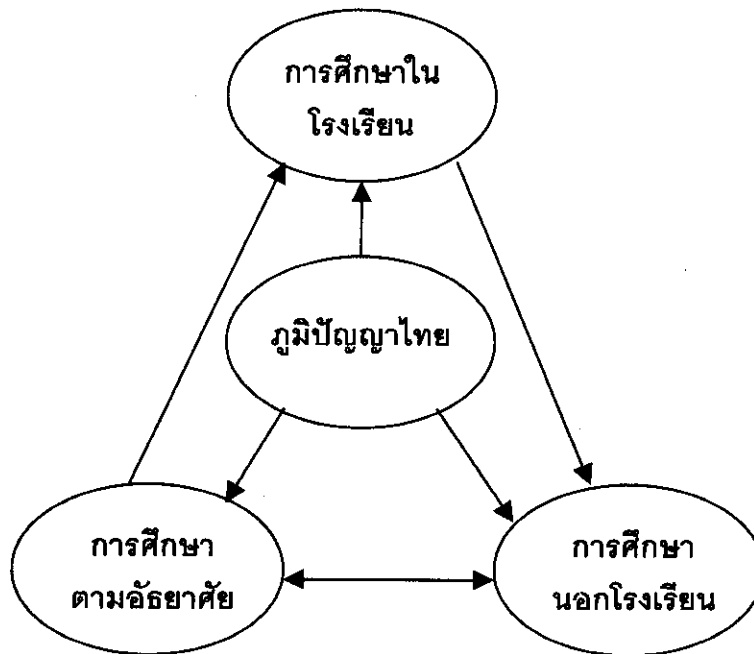 การศึกษาใน
โรงเรียน
ภูมิปัญญาไทย
การศึกษา
ตามอัธยาศัย
การศึกษา
นอกโรงเรียน